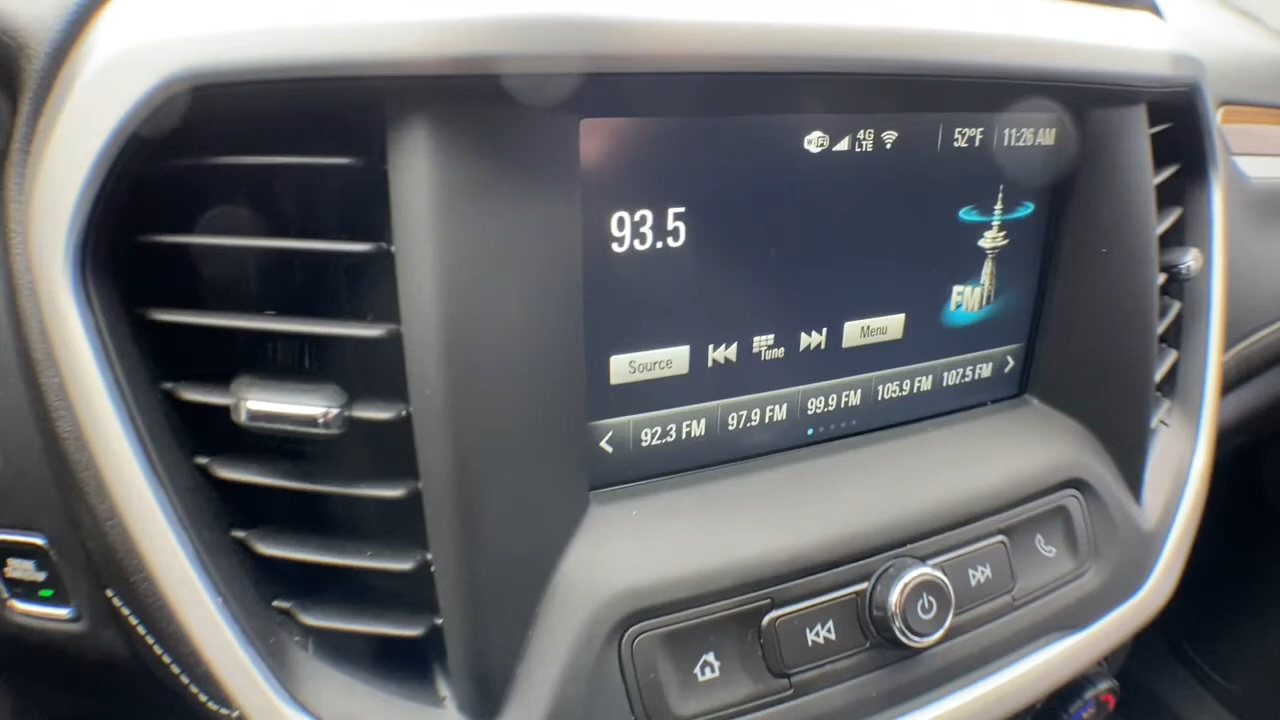 WiFi 4G LTE 52°F 11:26 AM
93.5
FM
Source Tune Menu
92.3 FM 97.9 FM 99.9 FM 105.9 FM 107.5 FM